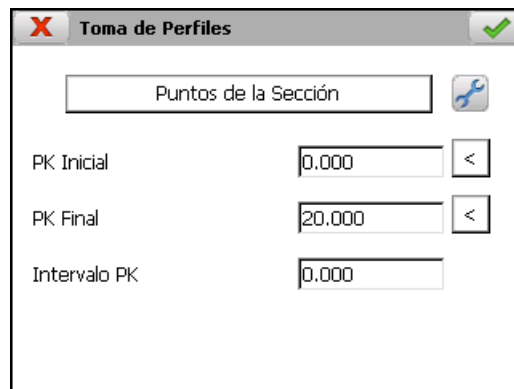 X Toma de Perfiles
Puntos de la Sección
PK Inicial 0.000 <
PK Final 20.000 <
Intervalo PK 0.000